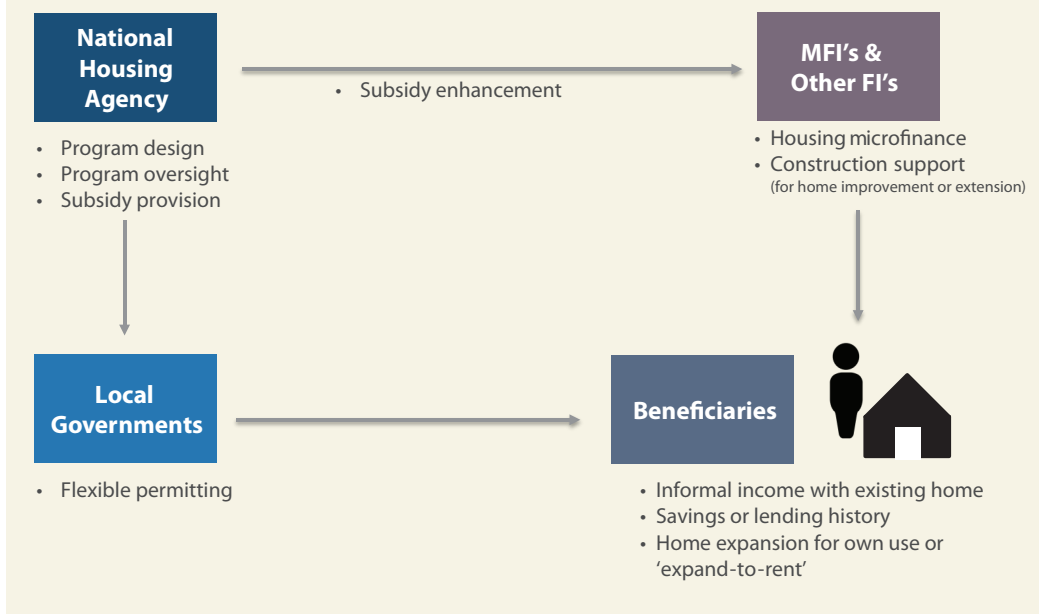 National
Housing
Agency
• Subsidy enhancement
MFI's &
Other FI's
• Program design
• Program oversight
• Subsidy provision
• Housing microfinance
• Construction support
(for home improvement or extension)
Local
Governments
Beneficiaries
• Flexible permitting
• Informal income with existing home
• Savings or lending history
• Home expansion for own use or
‘expand-to-rent’